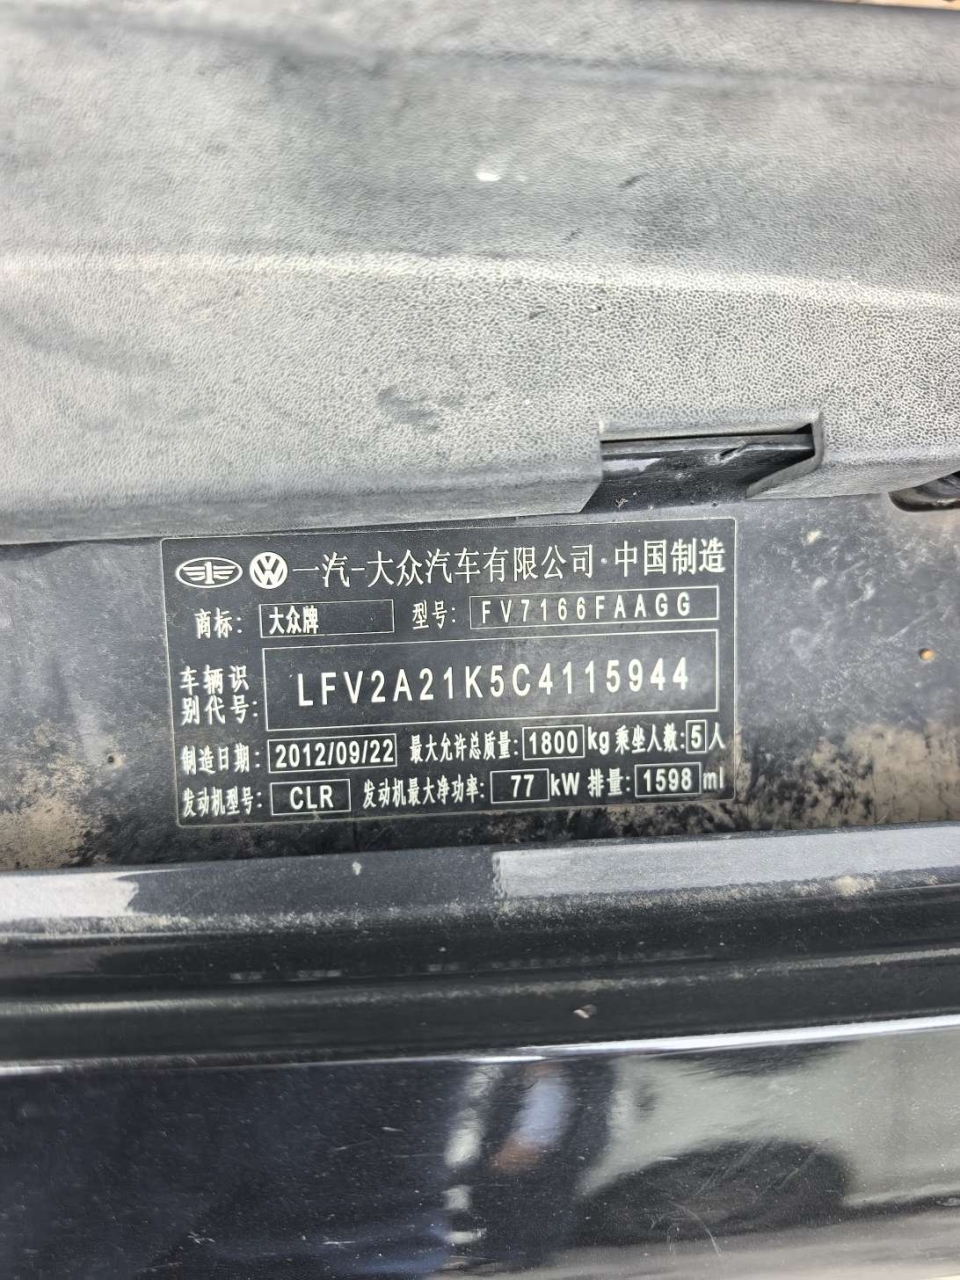 一汽-大众汽车有限公司·中国制造
商标: 大众牌 型号: FV7166FAAGG
车辆识别代号: LFV2A21K5C4115944
制造日期: 2012/09/22 最大允许总质量: 1800 kg 乘坐人数: 5 人
发动机型号: CLR 发动机最大净功率: 77 kW 排量: 1598 ml